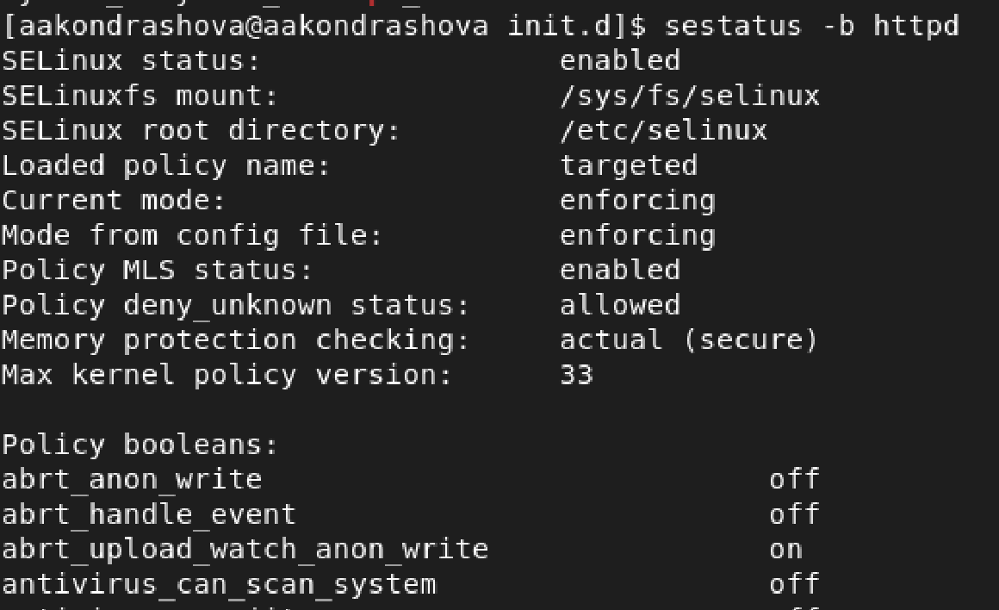 [aakondrashova@aakondrashova init.d]$ sestatus -b httpd
SELinux status:                 enabled
SELinuxfs mount:                /sys/fs/selinux
SELinux root directory:         /etc/selinux
Loaded policy name:             targeted
Current mode:                   enforcing
Mode from config file:          enforcing
Policy MLS status:              enabled
Policy deny_unknown status:     allowed
Memory protection checking:     actual (secure)
Max kernel policy version:      33

Policy booleans:
abrt_anon_write                             off
abrt_handle_event                           off
abrt_upload_watch_anon_write                on
antivirus_can_scan_system                   off